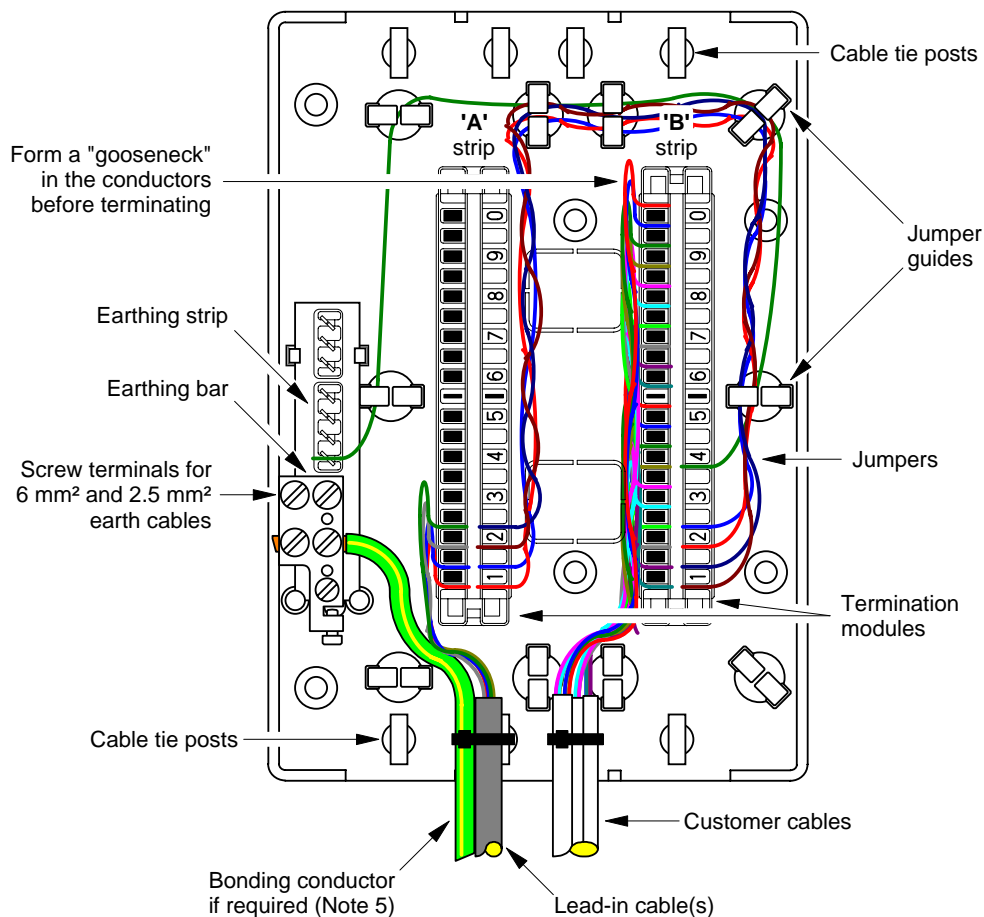 Cable tie posts
'A'
strip
'B'
strip
Form a "gooseneck"
in the conductors
before terminating
Jumper
guides
Earthing strip
Earthing bar
Screw terminals for
6 mm² and 2.5 mm²
earth cables
Jumpers
0
9
8
7
6
5
4
3
2
1
0
9
8
7
6
5
4
3
2
1
Termination
modules
Cable tie posts
Customer cables
Bonding conductor
if required (Note 5)
Lead-in cable(s)